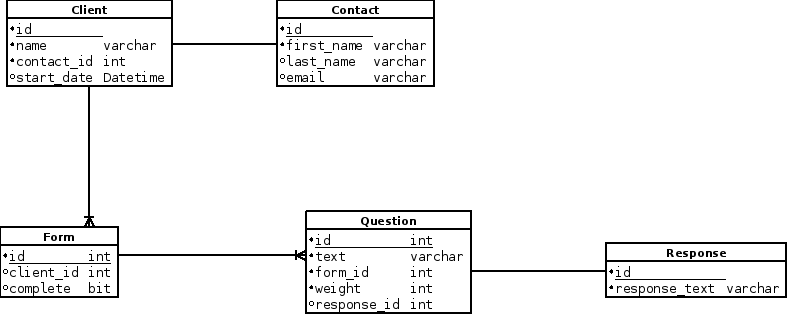 Client
id
name varchar
contact_id int
start_date Datetime
Contact
id
first_name varchar
last_name varchar
email varchar
Form
id int
client_id int
complete bit
Question
id int
text varchar
form_id int
weight int
response_id int
Response
id
response_text varchar